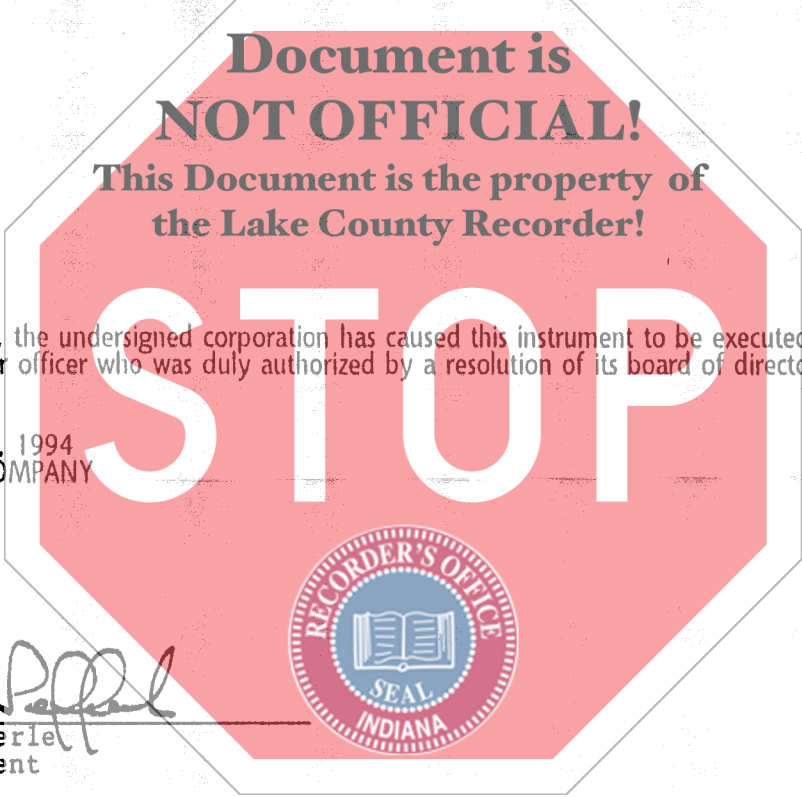 Document is
NOT OFFICIAL!
This Document is the property of
the Lake County Recorder!
STOP
the undersigned corporation has caused this instrument to be executed
officer who was duly authorized by a resolution of its board of
1994
RECORDER'S OFFICE
SEAL
INDIANA